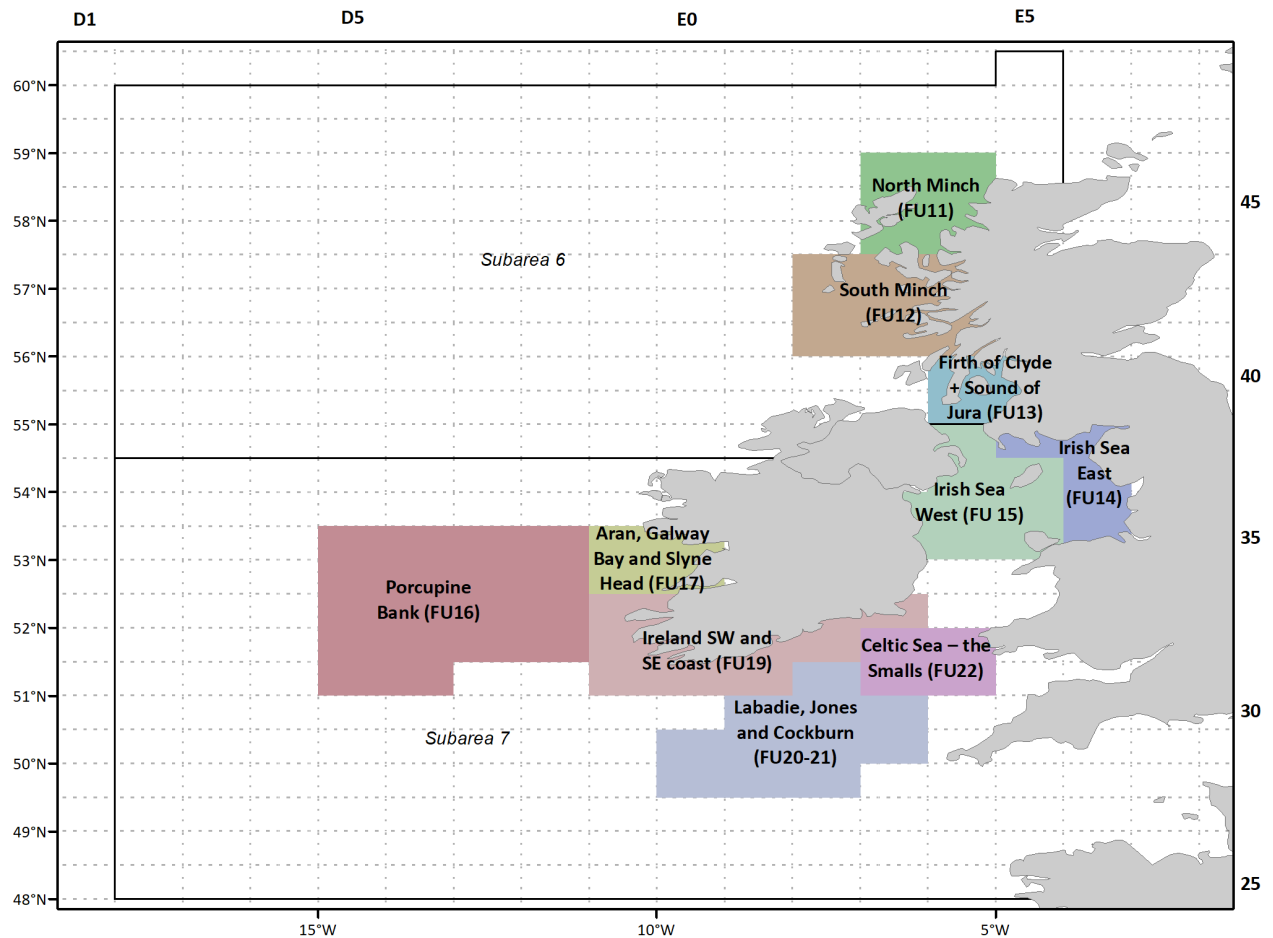 D1
D5
E0
E5
60°N
59°N
58°N
57°N
56°N
55°N
54°N
53°N
52°N
51°N
50°N
49°N
48°N
45
40
35
30
25
North Minch
(FU11)
Subarea 6
South Minch
(FU12)
Firth of Clyde
+ Sound of
Jura (FU13)
Irish Sea
East
(FU14)
Irish Sea
West (FU 15)
Aran, Galway
Bay and Slyne
Head (FU17)
Porcupine
Bank (FU16)
Ireland SW and
SE coast (FU19)
Celtic Sea – the
Smalls (FU22)
Labadie, Jones
and Cockburn
(FU20-21)
Subarea 7
15°W
10°W
5°W